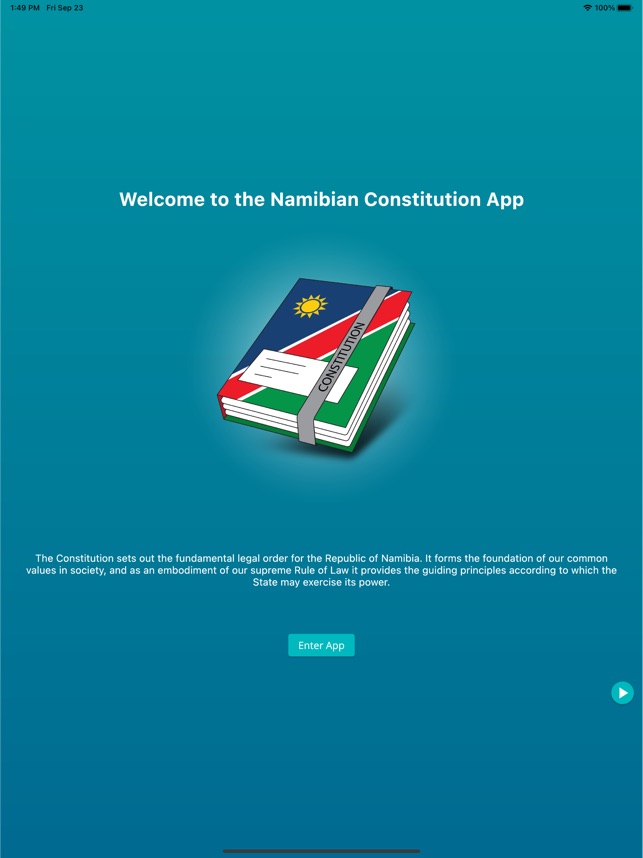 1:49 PM Fri Sep 23
100%
Welcome to the Namibian Constitution App
CONSTITUTION
The Constitution sets out the fundamental legal order for the Republic of Namibia. It forms the foundation of our common
values in society, and as an embodiment of our supreme Rule of Law it provides the guiding principles according to which the
State may exercise its power.
Enter App